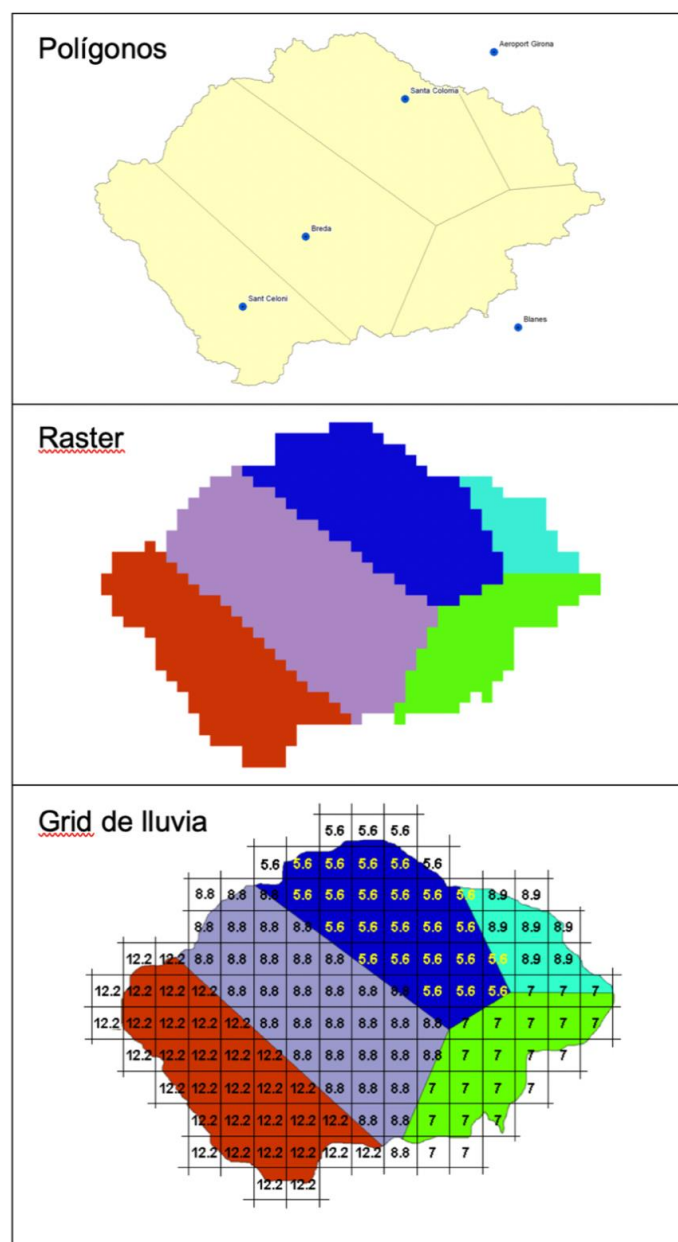 Polígonos
Aeroport Girona
Santa Coloma
Breda
Sant Celoni
Blanes
Raster
Grid de lluvia
5.6 5.6 5.6
5.6 5.6 5.6 5.6 5.6 5.6
8.8 8.8 8.8 5.6 5.6 5.6 5.6 5.6 5.6 8.9 8.9
8.8 8.8 8.8 8.8 5.6 5.6 5.6 5.6 5.6 8.9 8.9 8.9
12.2 12.2 8.8 8.8 8.8 8.8 8.8 5.6 5.6 5.6 5.6 5.6 8.9 8.9
12.2 12.2 12.2 12.2 8.8 8.8 8.8 8.8 8.8 8.8 5.6 5.6 5.6 7 7 7
12.2 12.2 12.2 12.2 12.2 8.8 8.8 8.8 8.8 8.8 8.8 7 7 7 7 7
12.2 12.2 12.2 12.2 12.2 8.8 8.8 8.8 8.8 8.8 7 7 7 7
12.2 12.2 12.2 12.2 12.2 8.8 8.8 8.8 7 7 7 7
12.2 12.2 12.2 12.2 12.2 8.8 8.8 7 7 7
12.2 12.2 12.2 12.2 12.2 12.2 8.8 7 7
12.2 12.2